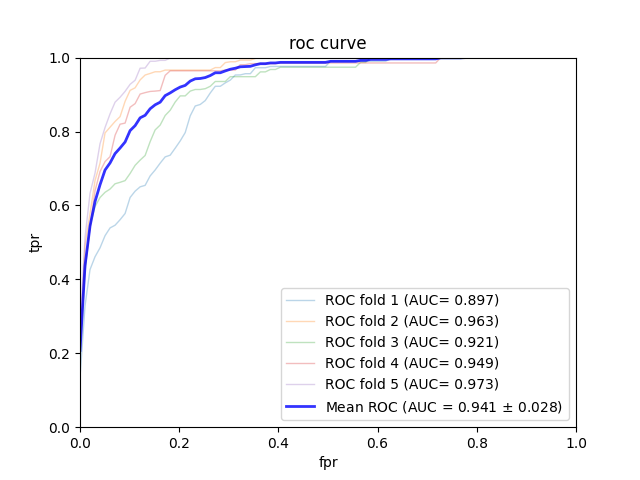 roc curve
1.0
0.8
0.6
0.4
0.2
0.0
tpr
0.0 0.2 0.4 0.6 0.8 1.0
fpr
ROC fold 1 (AUC= 0.897)
ROC fold 2 (AUC= 0.963)
ROC fold 3 (AUC= 0.921)
ROC fold 4 (AUC= 0.949)
ROC fold 5 (AUC= 0.973)
Mean ROC (AUC = 0.941 ± 0.028)